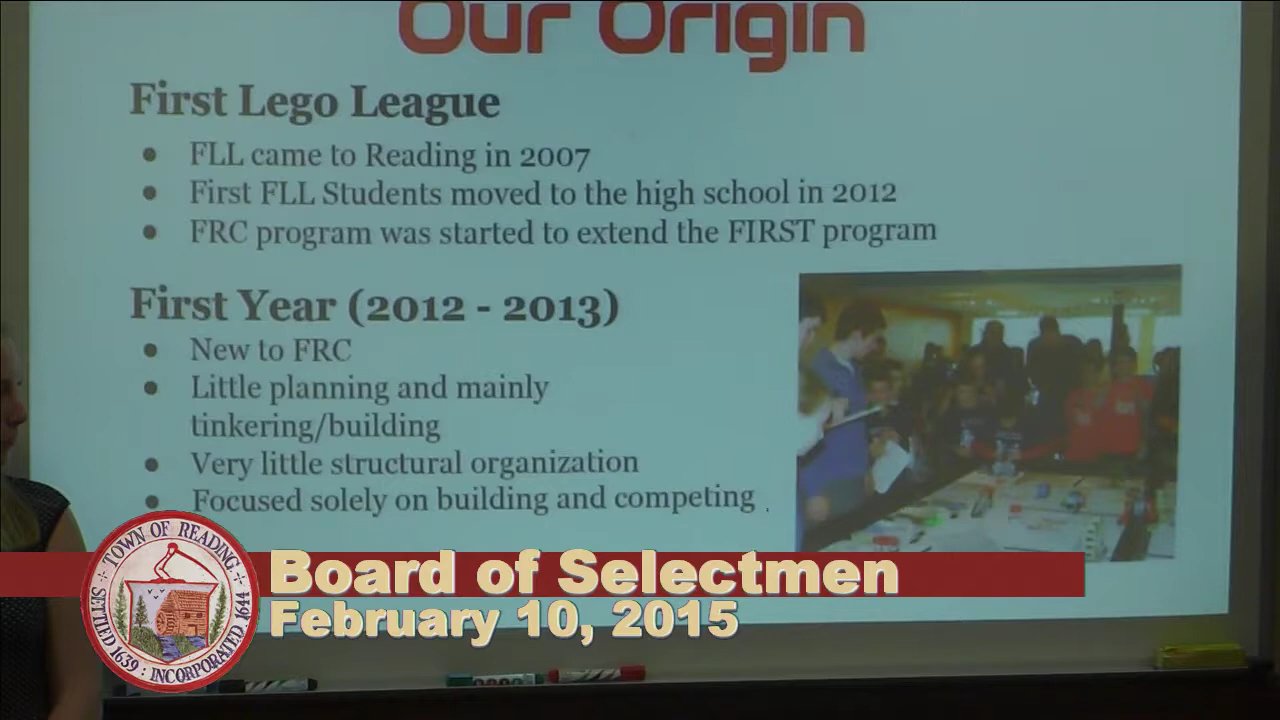 Our Origin
First Lego League
● FLL came to Reading in 2007
● First FLL Students moved to the high school in 2012
● FRC program was started to extend the FIRST program
First Year (2012 - 2013)
● New to FRC
● Little planning and mainly
tinkering/building
● Very little structural organization
● Focused solely on building and competing
TOWN OF READING
SETTLED 1639 : INCORPORATED 1644
Board of Selectmen
February 10, 2015